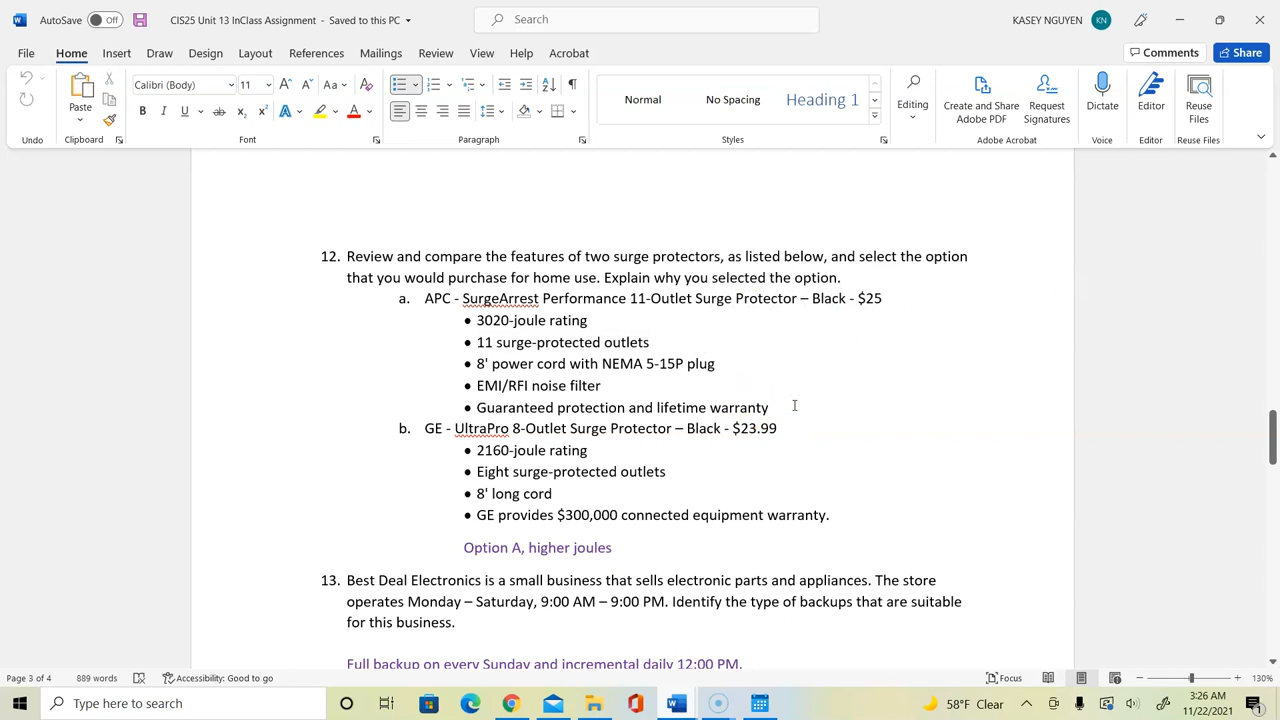 AutoSave Off CIS25 Unit 13 InClass Assignment - Saved to this PC Search KASEY NGUYEN KN
File Home Insert Draw Design Layout References Mailings Review View Help Acrobat Comments Share
Calibri (Body) 11 A A Aa A
Paste B I U ab x₂ x² A A Normal No Spacing Heading 1 Editing Create and Share Adobe PDF Request Signatures Dictate Editor Reuse Files
Undo Clipboard Font Paragraph Styles Adobe Acrobat Voice Editor Reuse Files
12. Review and compare the features of two surge protectors, as listed below, and select the option
that you would purchase for home use. Explain why you selected the option.
a. APC - SurgeArrest Performance 11-Outlet Surge Protector – Black - $25
• 3020-joule rating
• 11 surge-protected outlets
• 8' power cord with NEMA 5-15P plug
• EMI/RFI noise filter
• Guaranteed protection and lifetime warranty
b. GE - UltraPro 8-Outlet Surge Protector – Black - $23.99
• 2160-joule rating
• Eight surge-protected outlets
• 8' long cord
• GE provides $300,000 connected equipment warranty.
Option A, higher joules
13. Best Deal Electronics is a small business that sells electronic parts and appliances. The store
operates Monday – Saturday, 9:00 AM – 9:00 PM. Identify the type of backups that are suitable
for this business.
Full backup on every Sunday and incremental daily 12:00 PM.
Page 3 of 4 889 words Accessibility: Good to go Focus 130%
Type here to search 58°F Clear 3:26 AM
11/22/2021 1